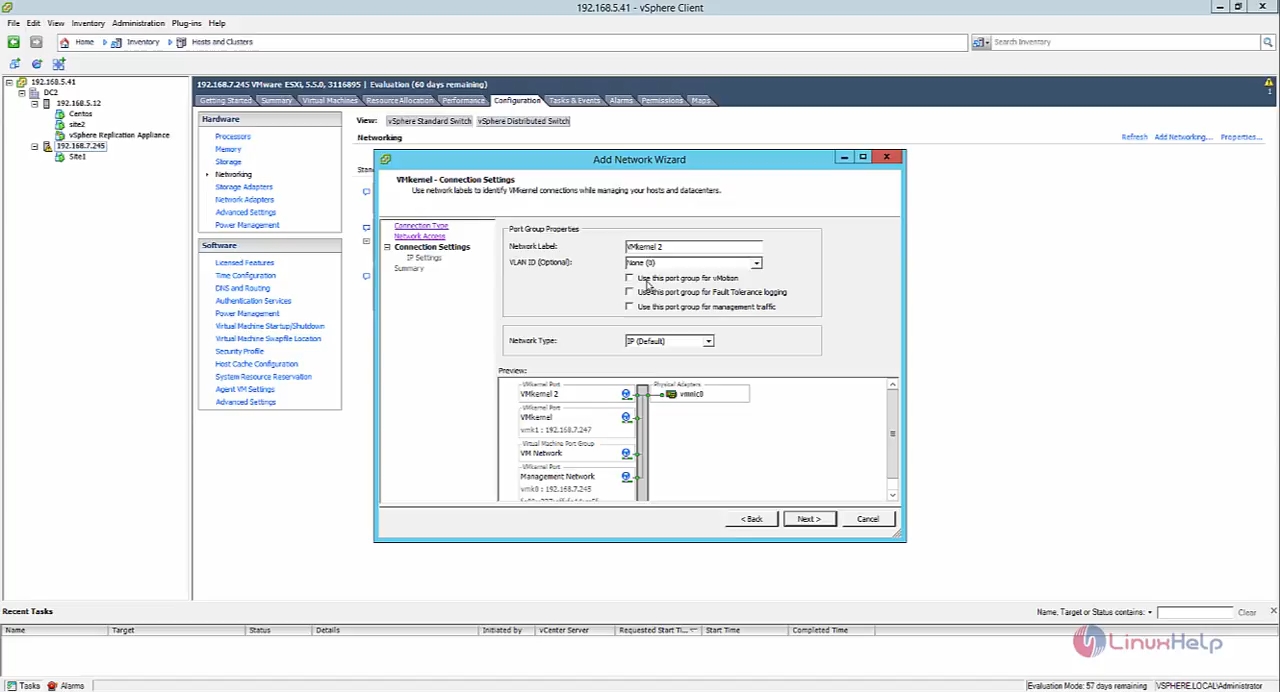 192.168.5.41 - vSphere Client
File Edit View Inventory Administration Plug-ins Help
Home Inventory Hosts and Clusters Search Inventory
192.168.5.41
DC2
192.168.5.12
Centos
site2
vSphere Replication Appliance
192.168.7.245
Site1
192.168.7.245 VMware ESXi, 5.5.0, 3116895 | Evaluation (60 days remaining)
Getting Started Summary Virtual Machines Resource Allocation Performance Configuration Tasks & Events Alarms Permissions Maps
Hardware
Processors
Memory
Storage
Networking
Storage Adapters
Network Adapters
Advanced Settings
Power Management
Software
Licensed Features
Time Configuration
DNS and Routing
Authentication Services
Power Management
Virtual Machine Startup/Shutdown
Virtual Machine Swapfile Location
Security Profile
Host Cache Configuration
System Resource Reservation
Agent VM Settings
Advanced Settings
View: vSphere Standard Switch vSphere Distributed Switch
Networking
Refresh Add Networking... Properties...
Stan
Add Network Wizard
VMkernel - Connection Settings
Use network labels to identify VMkernel connections while managing your hosts and datacenters.
Connection Type
Network Access
Connection Settings
IP Settings
Summary
Port Group Properties
Network Label: VMkernel 2
VLAN ID (Optional): None (0)
Use this port group for vMotion
Use this port group for Fault Tolerance logging
Use this port group for management traffic
Network Type: IP (Default)
Preview:
VMkernel Port
VMkernel 2
Physical Adapters
vmnic0
VMkernel Port
VMkernel
vmk1 : 192.168.7.247
Virtual Machine Port Group
VM Network
VMkernel Port
Management Network
vmk0 : 192.168.7.245
< Back Next > Cancel
Recent Tasks
Name, Target or Status contains: Clear
Name Target Status Details Initiated by vCenter Server Requested Start Ti... Start Time Completed Time
LinuxHelp
Tasks Alarms
Evaluation Mode: 57 days remaining VSPHERE.LOCAL\Administrator